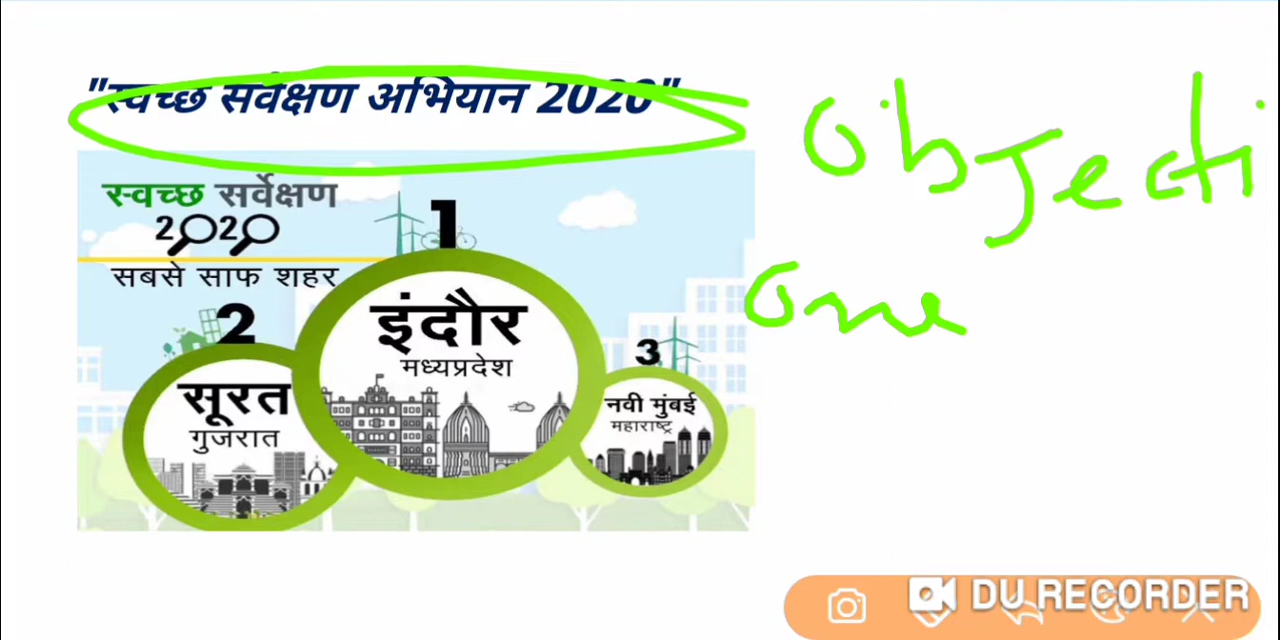 "स्वच्छ सर्वेक्षण अभियान 2020"
objecti
one
स्वच्छ सर्वेक्षण
2020
सबसे साफ शहर
1
इंदौर
मध्यप्रदेश
2
सूरत
गुजरात
3
नवी मुंबई
महाराष्ट्र
DU RECORDER